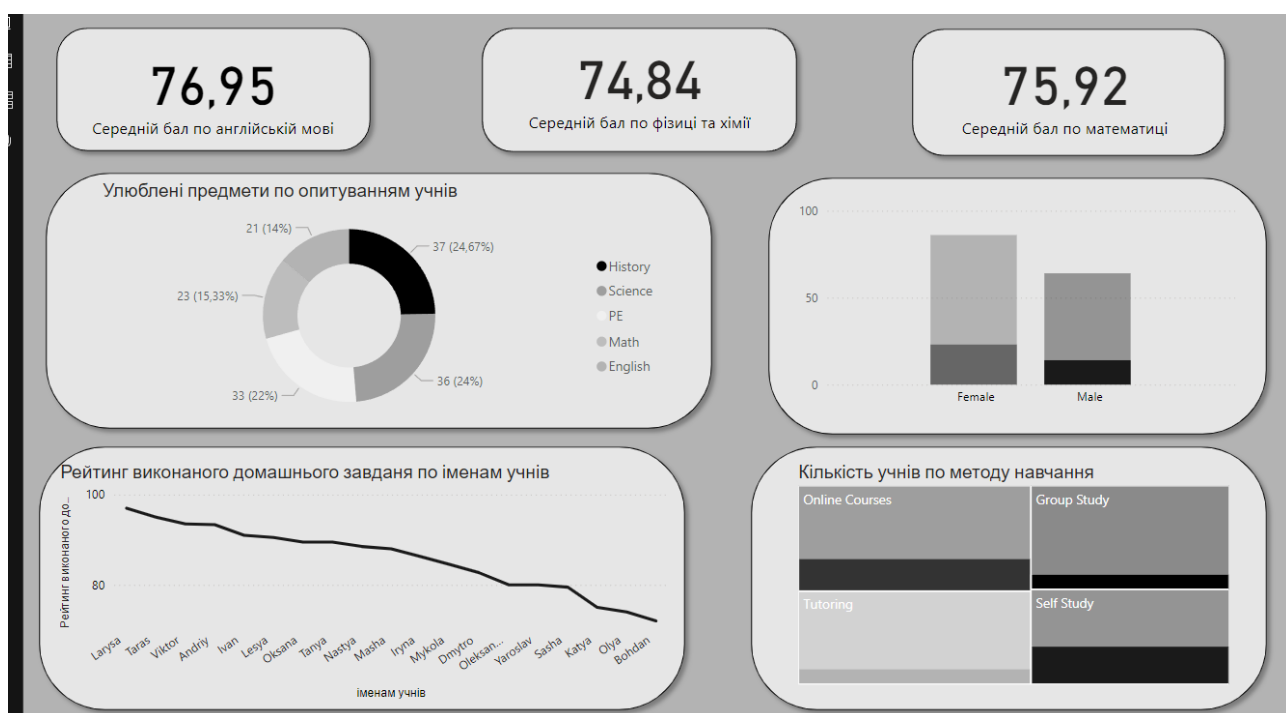 76,95
Середній бал по англійській мові
74,84
Середній бал по фізиці та хімії
75,92
Середній бал по математиці
Улюблені предмети по опитуванням учнів
21 (14%)
37 (24,67%)
23 (15,33%)
36 (24%)
33 (22%)
History
Science
PE
Math
English
100
50
0
Female
Male
Рейтинг виконаного домашнього завданя по іменам учнів
Рейтинг виконаного до...
100
80
Larysa
Taras
Viktor
Andriy
Ivan
Lesya
Oksana
Tanya
Nastya
Masha
Iryna
Mykola
Dmytro
Oleksan...
Yaroslav
Sasha
Katya
Olya
Bohdan
іменам учнів
Кількість учнів по методу навчання
Online Courses
Group Study
Tutoring
Self Study